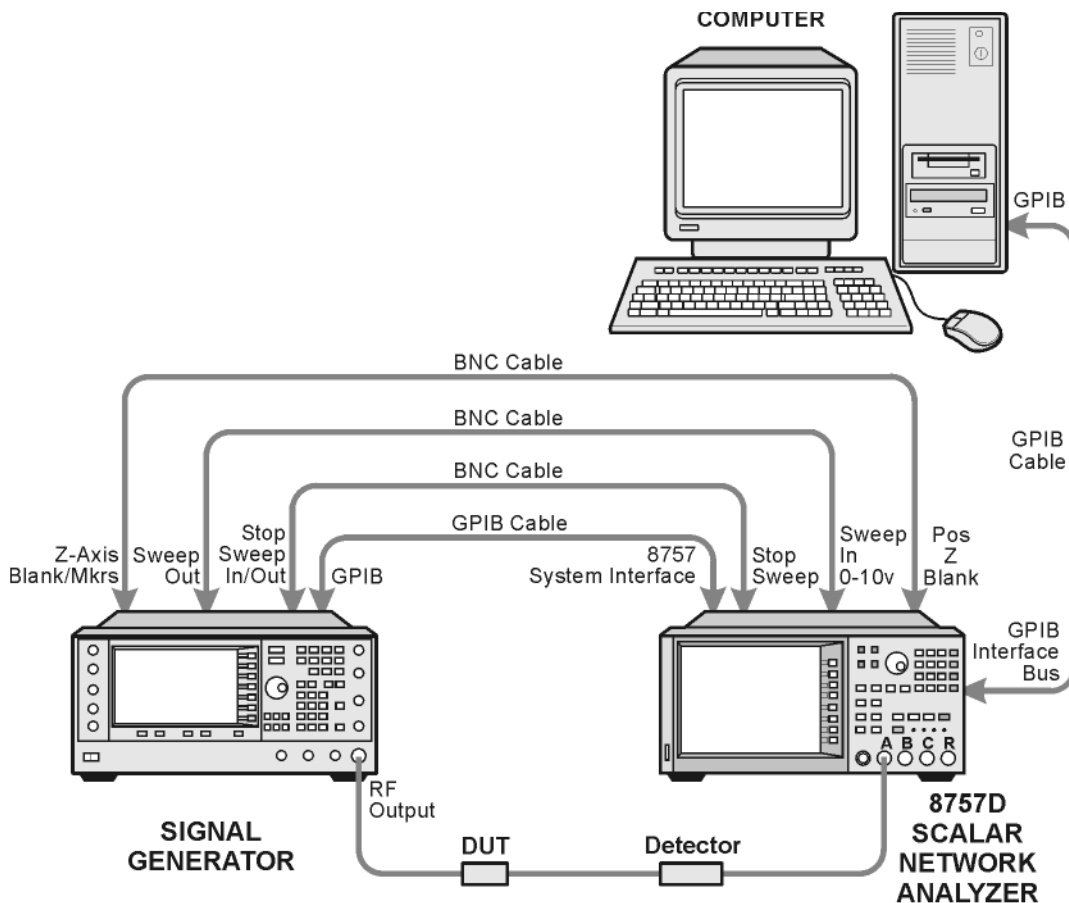 COMPUTER
GPIB
BNC Cable
BNC Cable
BNC Cable
GPIB Cable
GPIB
Cable
Z-Axis
Blank/Mkrs
Sweep
Out
Stop
Sweep
In/Out
GPIB
8757
System Interface
Stop
Sweep
Sweep
In
0-10v
Pos
Z
Blank
GPIB
Interface
Bus
A B C R
RF
Output
SIGNAL
GENERATOR
DUT
Detector
8757D
SCALAR
NETWORK
ANALYZER